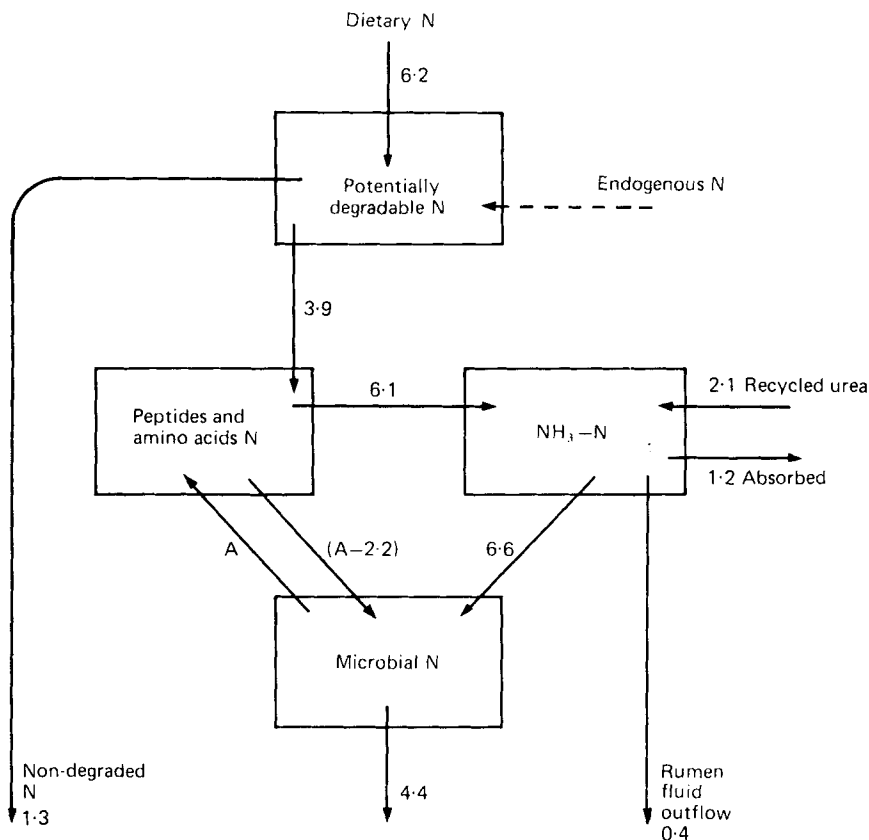 Dietary N
6·2
Potentially
degradable N
Endogenous N
3·9
Peptides and
amino acids N
6·1
NH3–N
2·1 Recycled urea
1·2 Absorbed
A
(A–2·2)
6·6
Microbial N
Non-degraded
N
1·3
4·4
Rumen
fluid
outflow
0·4